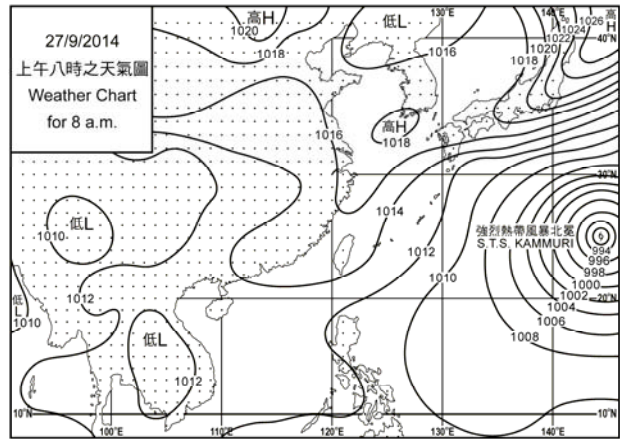 27/9/2014
上午八時之天氣圖
Weather Chart
for 8 a.m.
高H
1020
1018
低L
130°E
1016
140°E
1018
1020
1022
1024
1026
高
H
40°N
1016
高H
1018
30°N
低L
1010
1014
1012
1010
強烈熱帶風暴北冕
S.T.S. KAMMURI
994
996
998
1000
1002
1004
1006
1008
20°N
1012
低
L
1010
低L
1012
10°N
100°E
110°E
120°E
130°E
140°E
10°N